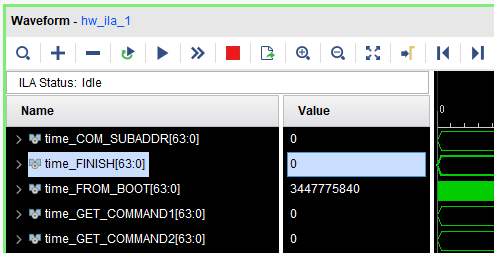 Waveform - hw_ila_1
ILA Status: Idle
Name Value
0
time_COM_SUBADDR[63:0] 0
time_FINISH[63:0] 0
time_FROM_BOOT[63:0] 3447775840
time_GET_COMMAND1[63:0] 0
time_GET_COMMAND2[63:0] 0